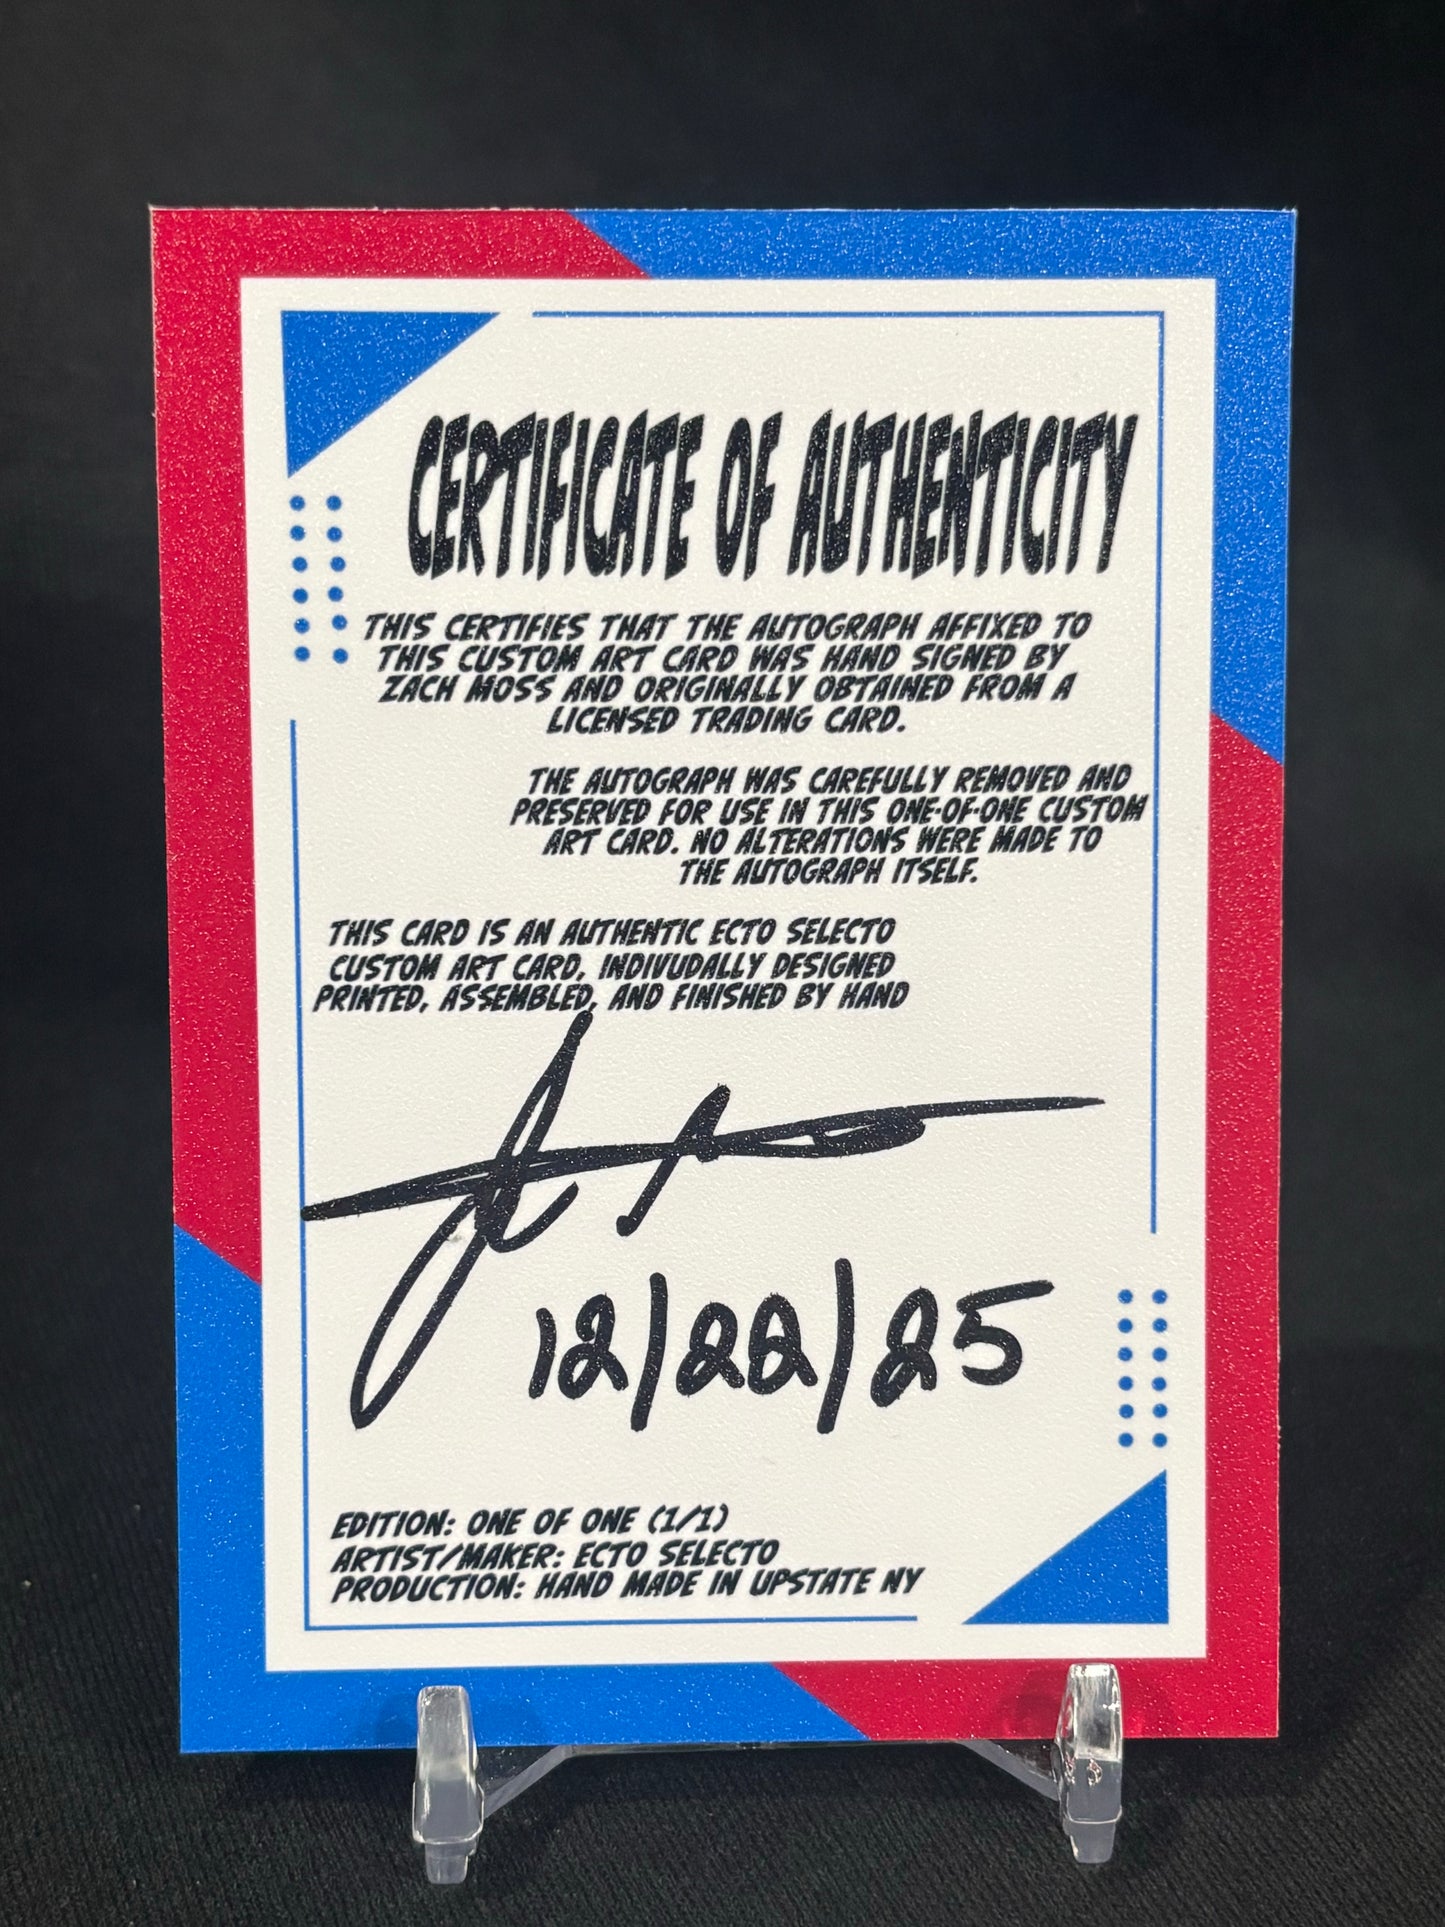 CERTIFICATE OF AUTHENTICITY
THIS CERTIFIES THAT THE AUTOGRAPH AFFIXED TO
THIS CUSTOM ART CARD WAS HAND SIGNED BY
ZACH MOSS AND ORIGINALLY OBTAINED FROM A
LICENSED TRADING CARD.
THE AUTOGRAPH WAS CAREFULLY REMOVED AND
PRESERVED FOR USE IN THIS ONE-OF-ONE CUSTOM
ART CARD. NO ALTERATIONS WERE MADE TO
THE AUTOGRAPH ITSELF.
THIS CARD IS AN AUTHENTIC ECTO SELECTO
CUSTOM ART CARD, INDIVUDALLY DESIGNED
PRINTED, ASSEMBLED, AND FINISHED BY HAND
12/22/25
EDITION: ONE OF ONE (1/1)
ARTIST/MAKER: ECTO SELECTO
PRODUCTION: HAND MADE IN UPSTATE NY